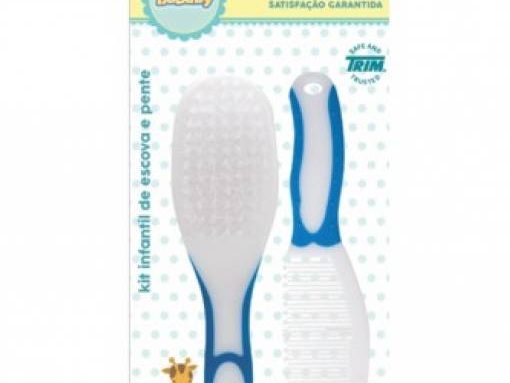 SATISFAÇÃO GARANTIDA
SAFE AND
TRIM
TRUSTED
kit infantil de escova e pente